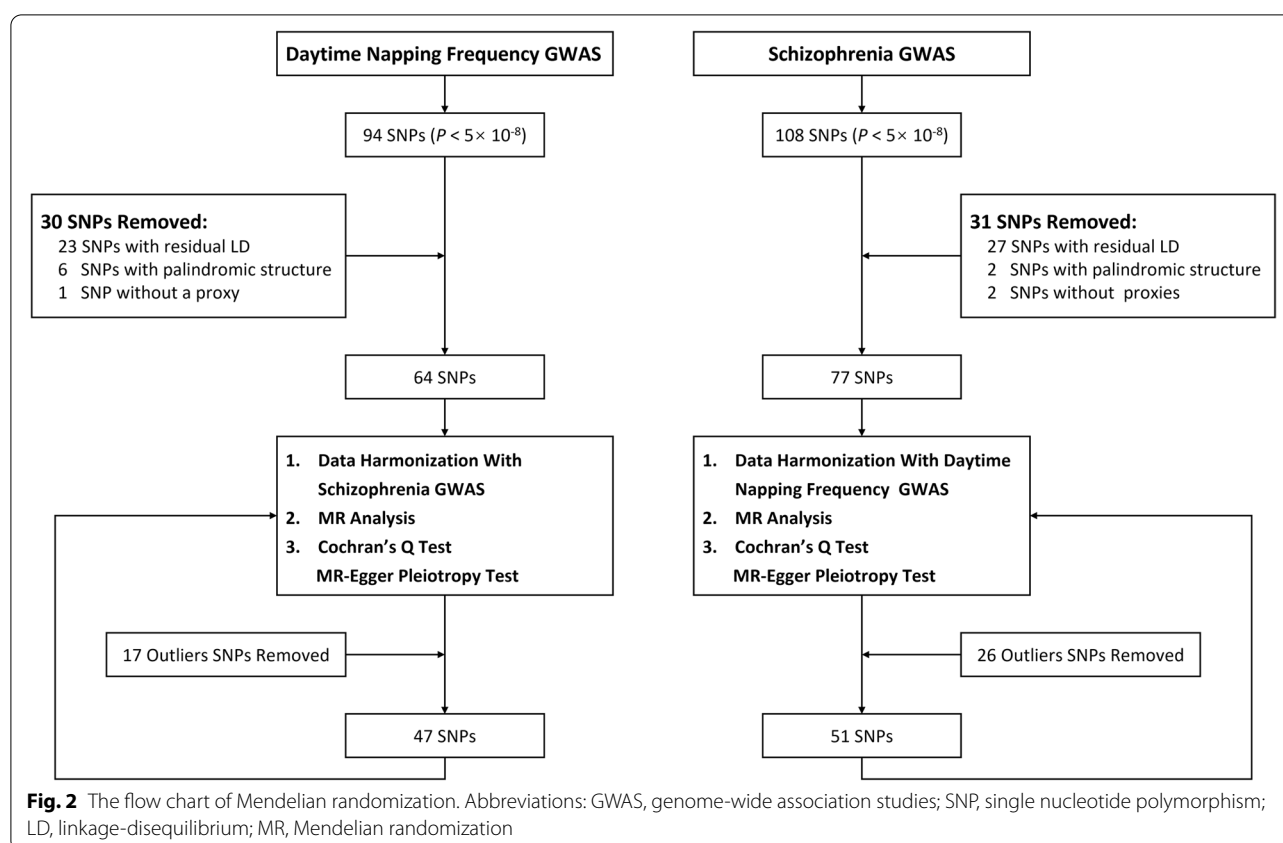 Daytime Napping Frequency GWAS
94 SNPs (P < 5× 10-8)
30 SNPs Removed:
23 SNPs with residual LD
6 SNPs with palindromic structure
1 SNP without a proxy
64 SNPs
1. Data Harmonization With
Schizophrenia GWAS
2. MR Analysis
3. Cochran's Q Test
MR-Egger Pleiotropy Test
17 Outliers SNPs Removed
47 SNPs
Schizophrenia GWAS
108 SNPs (P < 5× 10-8)
31 SNPs Removed:
27 SNPs with residual LD
2 SNPs with palindromic structure
2 SNPs without proxies
77 SNPs
1. Data Harmonization With Daytime
Napping Frequency GWAS
2. MR Analysis
3. Cochran's Q Test
MR-Egger Pleiotropy Test
26 Outliers SNPs Removed
51 SNPs
Fig. 2 The flow chart of Mendelian randomization. Abbreviations: GWAS, genome-wide association studies; SNP, single nucleotide polymorphism;
LD, linkage-disequilibrium; MR, Mendelian randomization